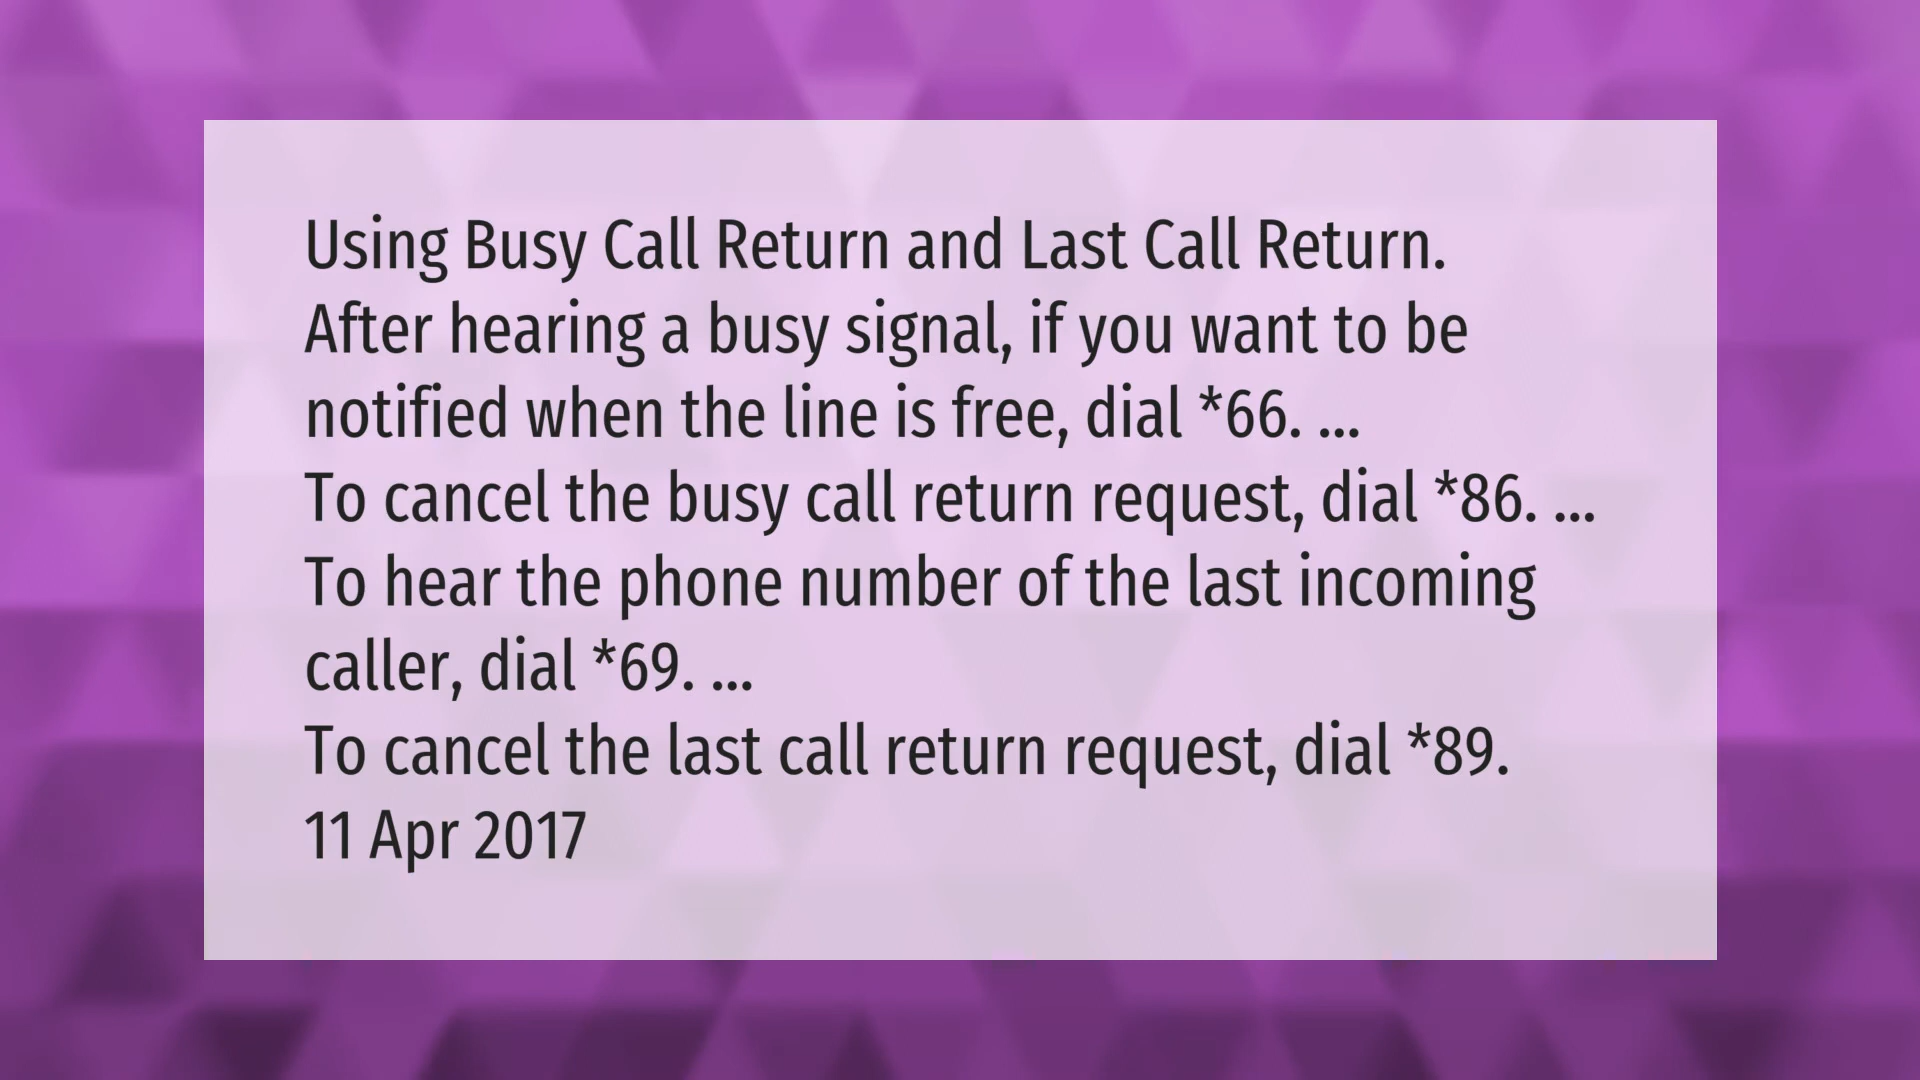 Using Busy Call Return and Last Call Return.
After hearing a busy signal, if you want to be
notified when the line is free, dial *66. ...
To cancel the busy call return request, dial *86. ...
To hear the phone number of the last incoming
caller, dial *69. ...
To cancel the last call return request, dial *89.
11 Apr 2017